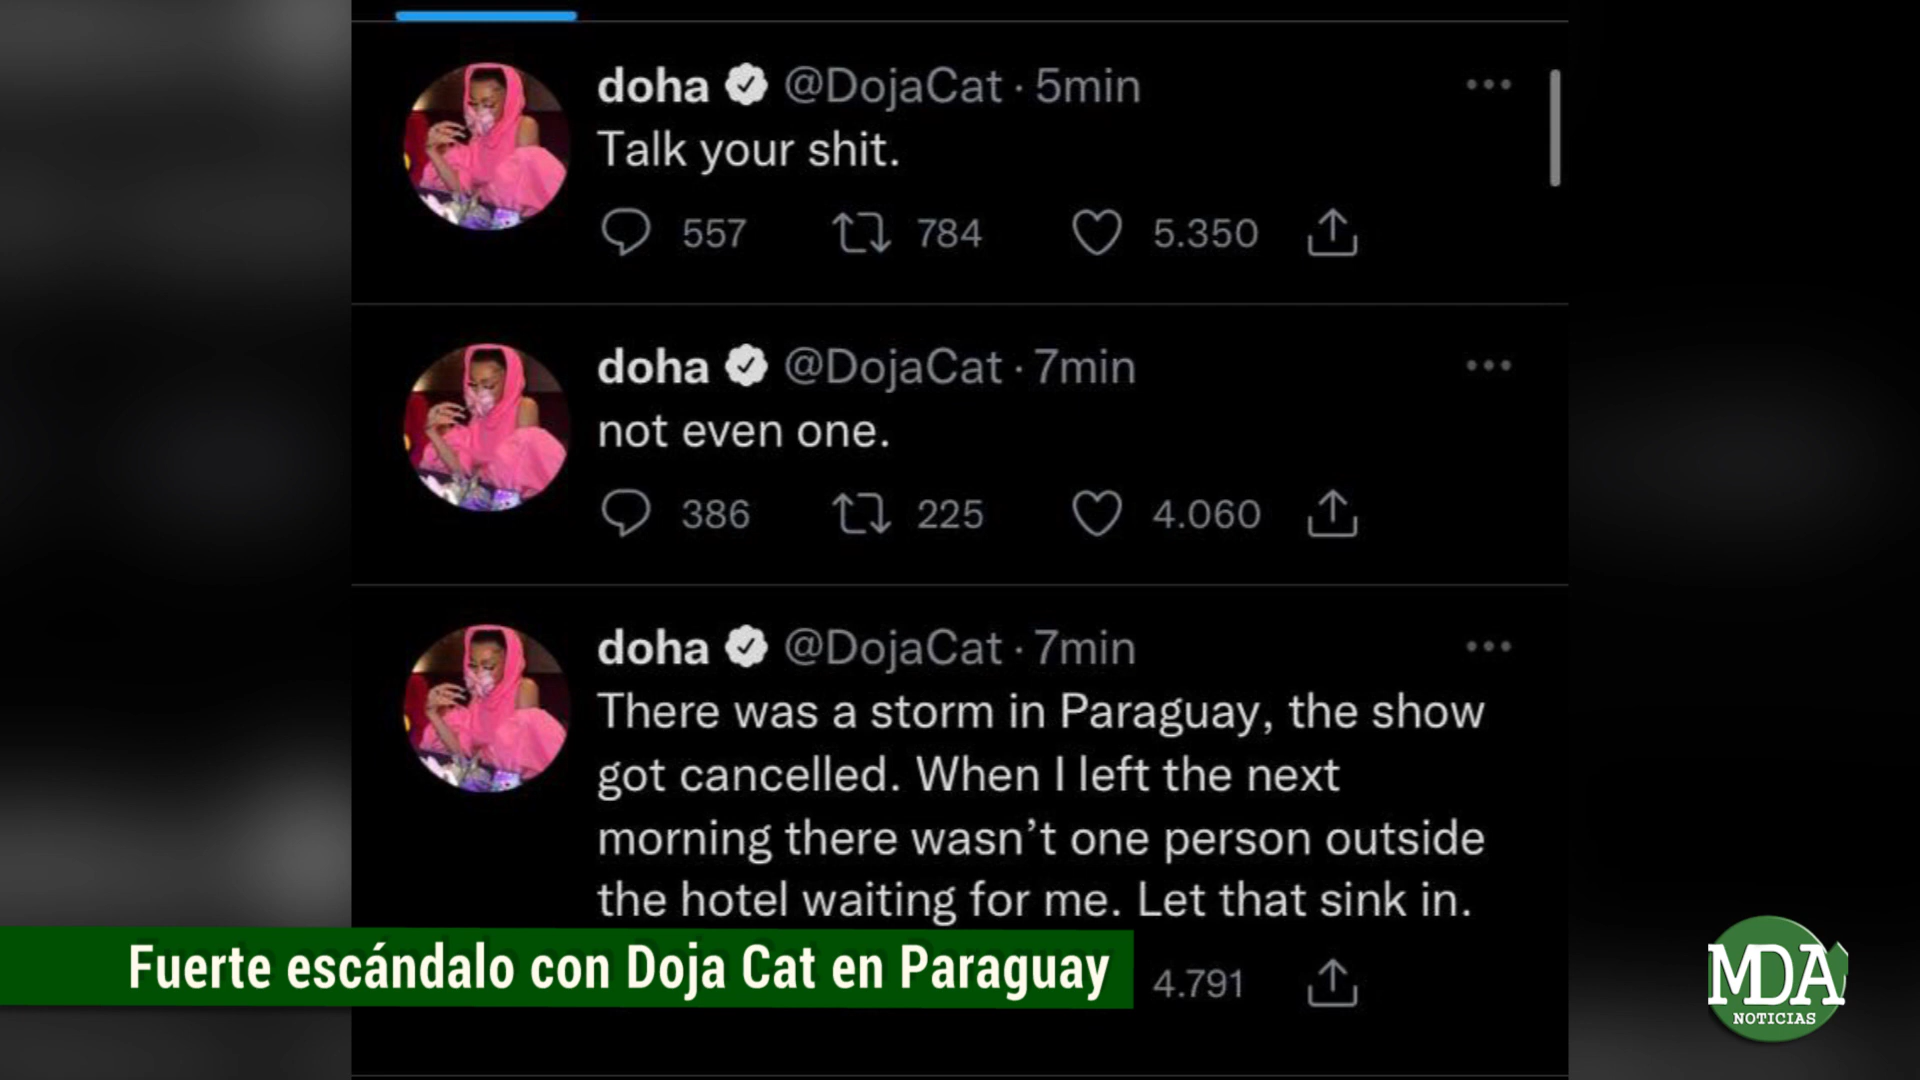 doha @DojaCat · 5min
Talk your shit.
557 784 5.350
doha @DojaCat · 7min
not even one.
386 225 4.060
doha @DojaCat · 7min
There was a storm in Paraguay, the show
got cancelled. When I left the next
morning there wasn’t one person outside
the hotel waiting for me. Let that sink in.
4.791
Fuerte escándalo con Doja Cat en Paraguay
MDA
NOTICIAS